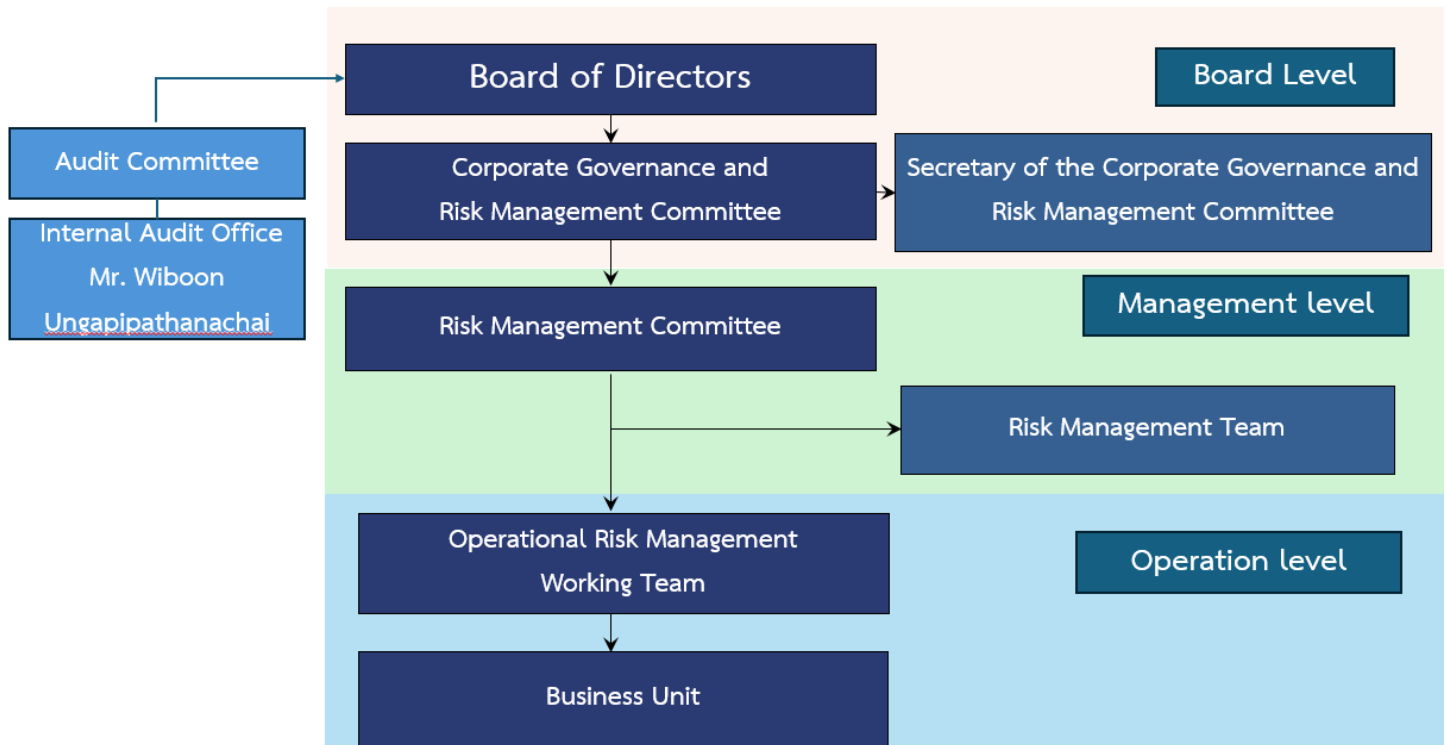 Board of Directors
Board Level
Audit Committee
Corporate Governance and
Risk Management Committee
Secretary of the Corporate Governance and
Risk Management Committee
Internal Audit Office
Mr. Wiboon
Ungapipathanachai
Management level
Risk Management Committee
Risk Management Team
Operational Risk Management
Working Team
Operation level
Business Unit